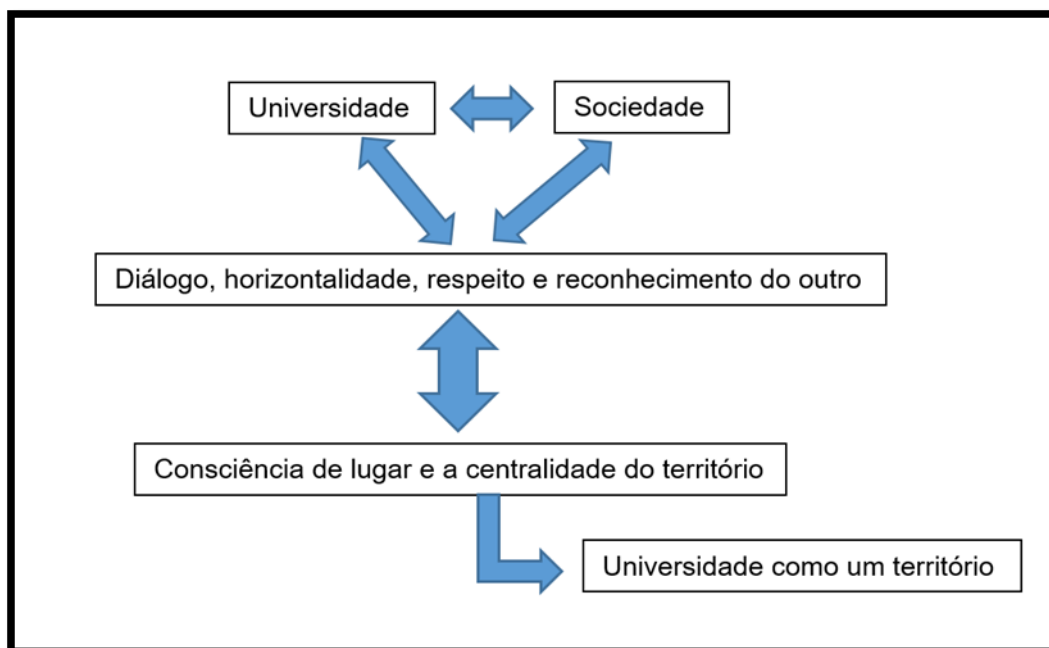 Universidade
Sociedade
Diálogo, horizontalidade, respeito e reconhecimento do outro
Consciência de lugar e a centralidade do território
Universidade como um território